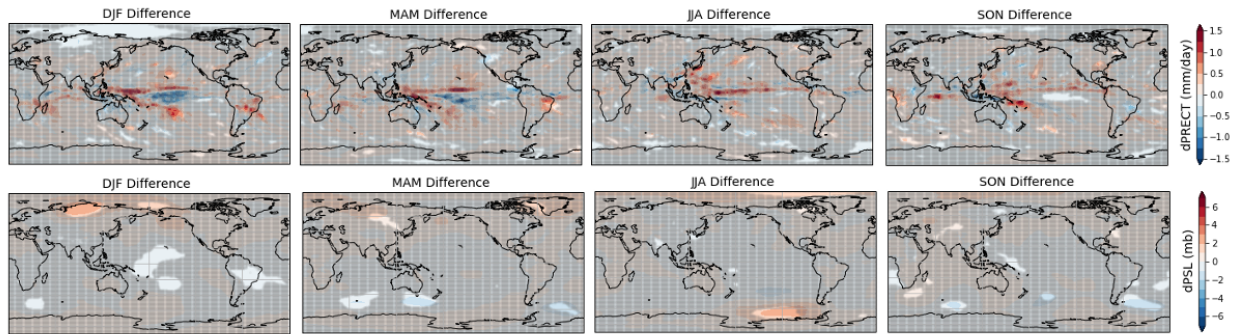 DJF Difference
MAM Difference
JJA Difference
SON Difference
1.5
1.0
0.5
0.0
−0.5
−1.0
−1.5
dPRECT (mm/day)
DJF Difference
MAM Difference
JJA Difference
SON Difference
6
4
2
0
−2
−4
−6
dPSL (mb)